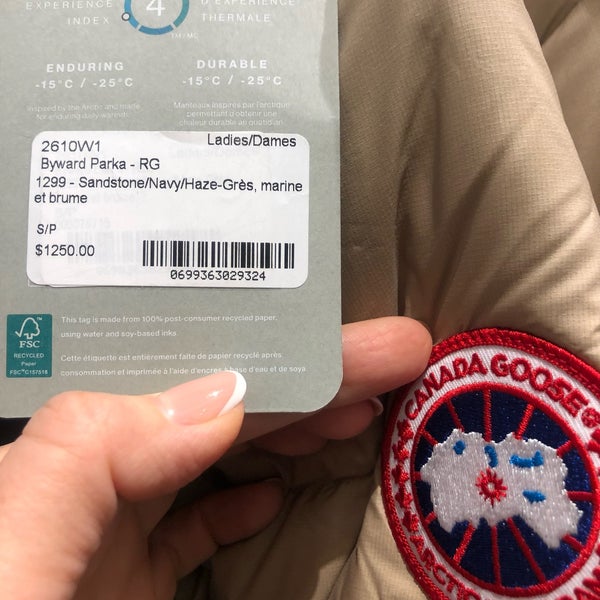 EXPERIENCE
INDEX
4
D'EXPÉRIENCE
THERMALE
TM/MC
ENDURING
-15°C / -25°C
Inspired by the Arctic and made
for enduring daily warmth.
DURABLE
-15°C / -25°C
Manteaux inspirés par l'arctique
permettant d'obtenir une
chaleur durable au quotidien.
2610W1
Ladies/Dames
Byward Parka - RG
1299 - Sandstone/Navy/Haze-Grès, marine
et brume
S/P
$1250.00
0699363029324
FSC
RECYCLED
Paper
FSC®C157618
This tag is made from 100% post-consumer recycled paper,
using water and soy-based inks.
Cette étiquette est entièrement faite de papier recyclé après
consommation et imprimée à l'aide d'encres à base d'eau et de soya
CANADA GOOSE
ARCTIC